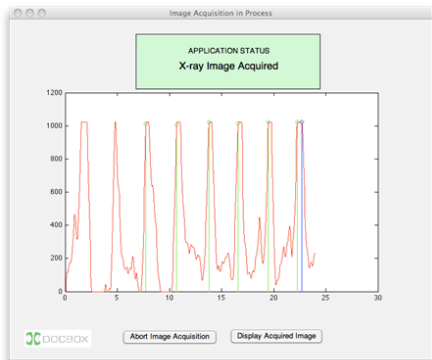 Image Acquisition in Process
APPLICATION STATUS
X-ray Image Acquired
1200
1000
800
600
400
200
0
0 5 10 15 20 25 30
DOCBOX
Abort Image Acquisition
Display Acquired Image